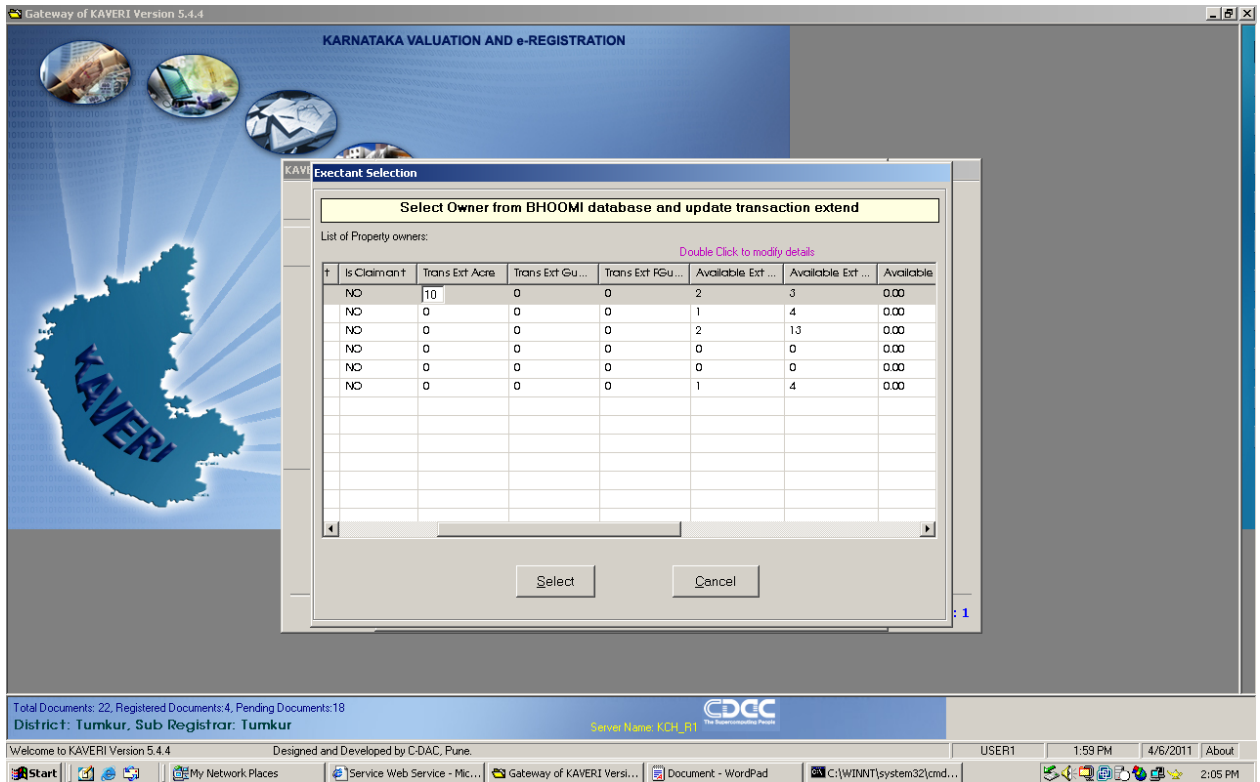 Gateway of KAVERI Version 5.4.4
KARNATAKA VALUATION AND e-REGISTRATION
KAVERI
KAVE
Exectant Selection
Select Owner from BHOOMI database and update transaction extend
List of Property owners:
Double Click to modify details
t Is Claimant Trans Ext Acre Trans Ext Gu... Trans Ext FGu... Available Ext ... Available Ext ... Available
NO 10 0 0 2 3 0.00
NO 0 0 0 1 4 0.00
NO 0 0 0 2 13 0.00
NO 0 0 0 0 0 0.00
NO 0 0 0 0 0 0.00
NO 0 0 0 1 4 0.00
Select Cancel
: 1
Total Documents: 22, Registered Documents:4, Pending Documents:18
District: Tumkur, Sub Registrar: Tumkur
Server Name: KCH_R1
CDAC
The Supercomputing People
Welcome to KAVERI Version 5.4.4 Designed and Developed by C-DAC, Pune. USER1 1:59 PM 4/6/2011 About
Start My Network Places Service Web Service - Mic... Gateway of KAVERI Versi... Document - WordPad C:\WINNT\system32\cmd... 2:05 PM